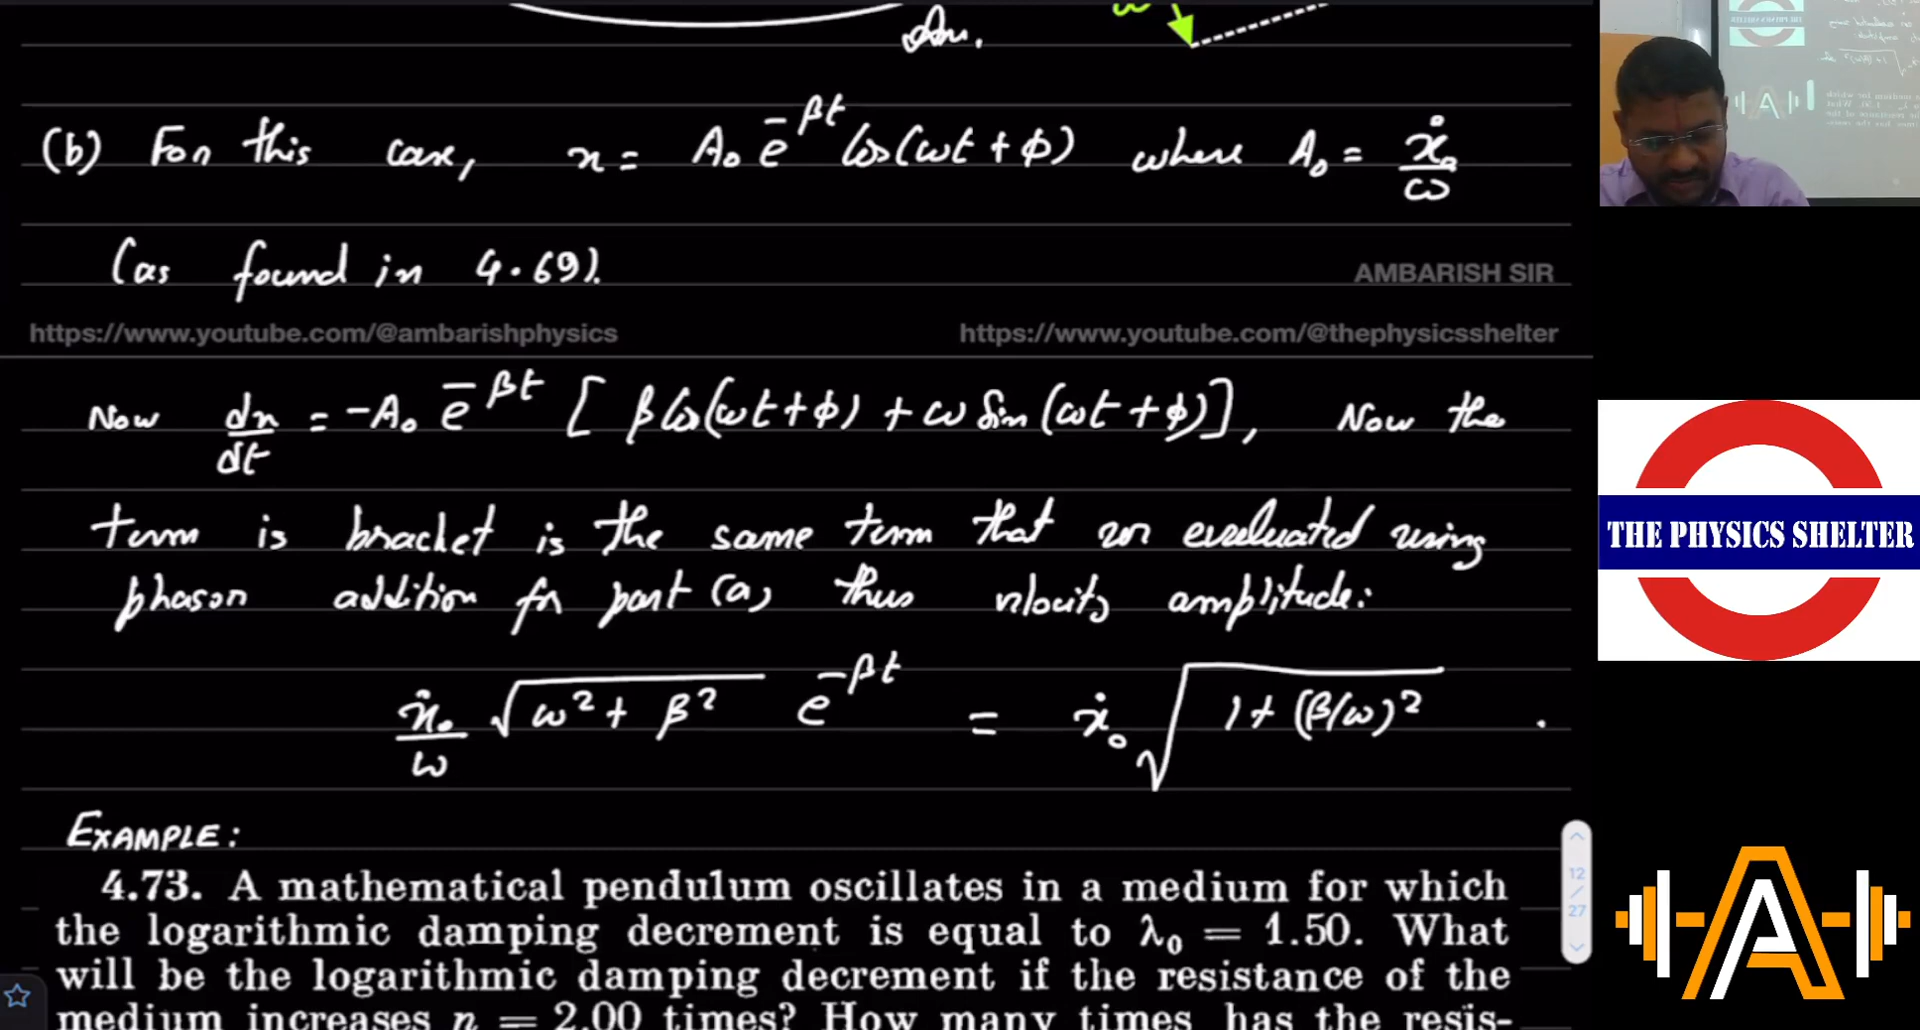 Am.
(b) For this case, x = A₀ e^{-βt} Cos(ωt + φ) where A₀ = ẋ₀/ω
(as found in 4.69).
AMBARISH SIR
https://www.youtube.com/@ambarishphysics https://www.youtube.com/@thephysicsshelter
Now dx/dt = -A₀ e^{-βt} [ β Cos(ωt + φ) + ω Sin(ωt + φ)], Now the
term is bracket is the same term that we evaluated using
phasor addition for part (a) thus velocity amplitude:
ẋ₀/ω √(ω² + β²) e^{-βt} = ẋ₀ √(1 + (β/ω)²) .
EXAMPLE:
4.73. A mathematical pendulum oscillates in a medium for which
the logarithmic damping decrement is equal to λ₀ = 1.50. What
will be the logarithmic damping decrement if the resistance of the
medium increases n = 2.00 times? How many times has the resis-
12
/
27
THE PHYSICS SHELTER
A